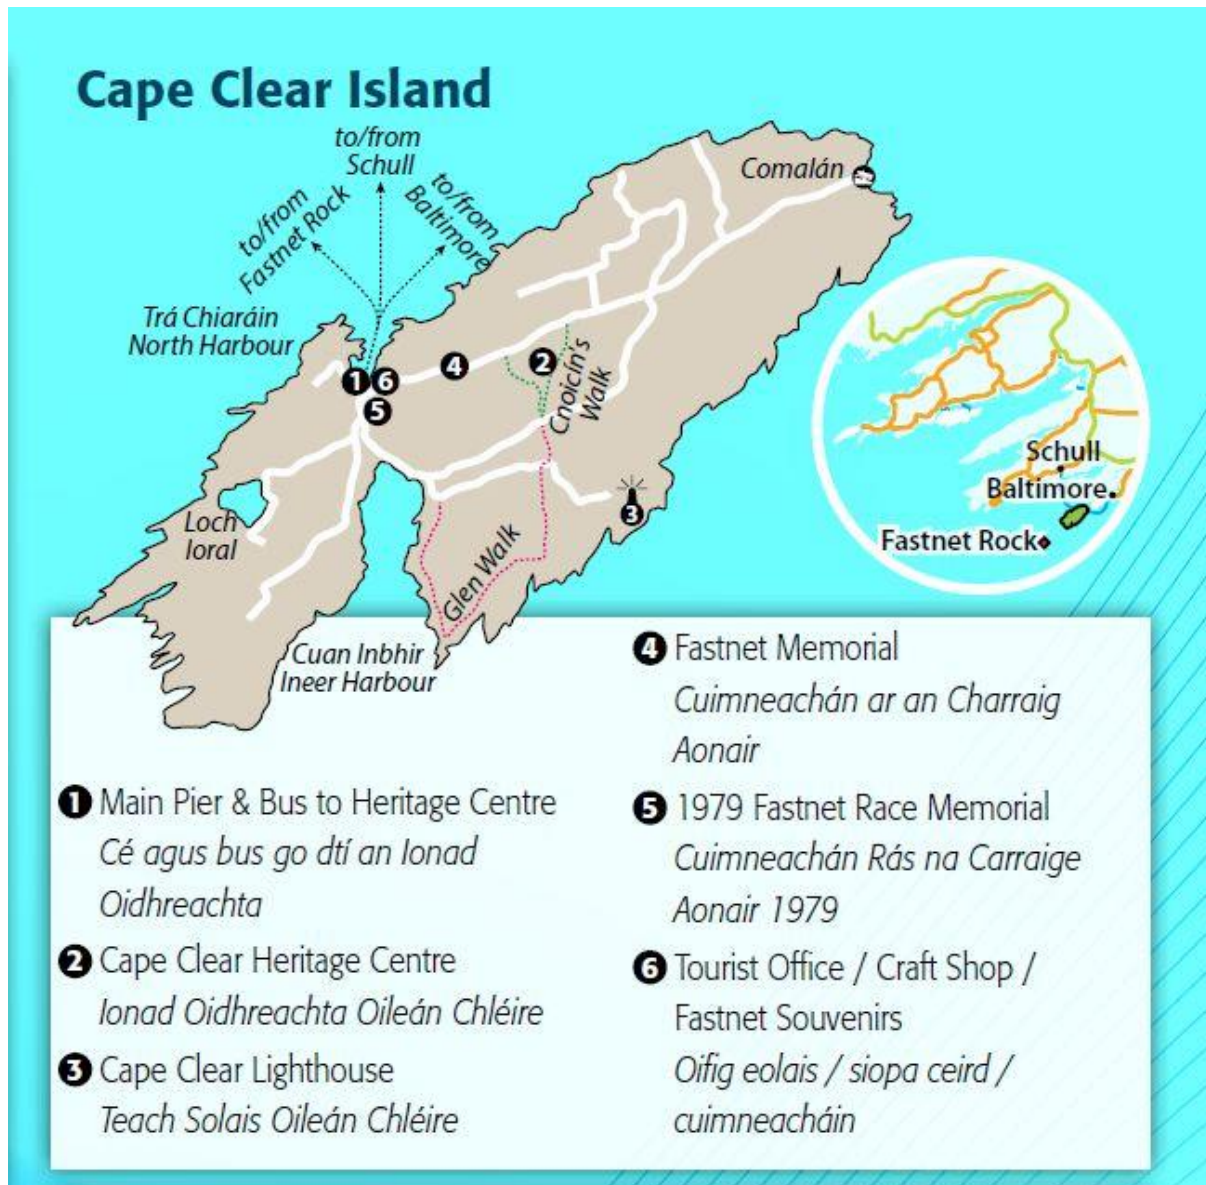 Cape Clear Island
to/from
Schull
to/from
Fastnet Rock
to/from
Baltimore
Comalán
Trá Chiaráin
North Harbour
1
6
5
4
2
Cnoicín's
Walk
3
Loch
Ioral
Glen Walk
Cuan Inbhir
Ineer Harbour
Schull
Baltimore
Fastnet Rock
1 Main Pier & Bus to Heritage Centre
Cé agus bus go dtí an Ionad
Oidhreachta
2 Cape Clear Heritage Centre
Ionad Oidhreachta Oileán Chléire
3 Cape Clear Lighthouse
Teach Solais Oileán Chléire
4 Fastnet Memorial
Cuimneachán ar an Charraig
Aonair
5 1979 Fastnet Race Memorial
Cuimneachán Rás na Carraige
Aonair 1979
6 Tourist Office / Craft Shop /
Fastnet Souvenirs
Oifig eolais / siopa ceird /
cuimneacháin